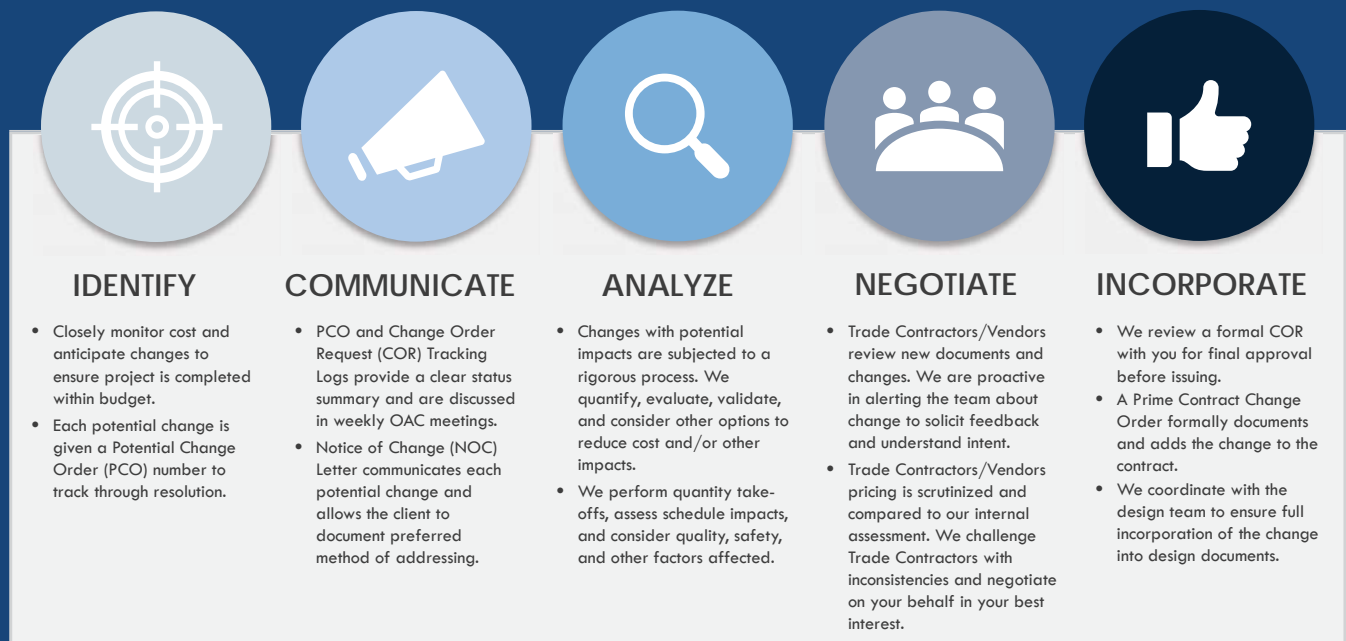 IDENTIFY
Closely monitor cost and
anticipate changes to
ensure project is completed
within budget.
Each potential change is
given a Potential Change
Order (PCO) number to
track through resolution.
COMMUNICATE
PCO and Change Order
Request (COR) Tracking
Logs provide a clear status
summary and are discussed
in weekly OAC meetings.
Notice of Change (NOC)
Letter communicates each
potential change and
allows the client to
document preferred
method of addressing.
ANALYZE
Changes with potential
impacts are subjected to a
rigorous process. We
quantify, evaluate, validate,
and consider other options to
reduce cost and/or other
impacts.
We perform quantity take-
offs, assess schedule impacts,
and consider quality, safety,
and other factors affected.
NEGOTIATE
Trade Contractors/Vendors
review new documents and
changes. We are proactive
in alerting the team about
change to solicit feedback
and understand intent.
Trade Contractors/Vendors
pricing is scrutinized and
compared to our internal
assessment. We challenge
Trade Contractors with
inconsistencies and negotiate
on your behalf in your best
interest.
INCORPORATE
We review a formal COR
with you for final approval
before issuing.
A Prime Contract Change
Order formally documents
and adds the change to the
contract.
We coordinate with the
design team to ensure full
incorporation of the change
into design documents.